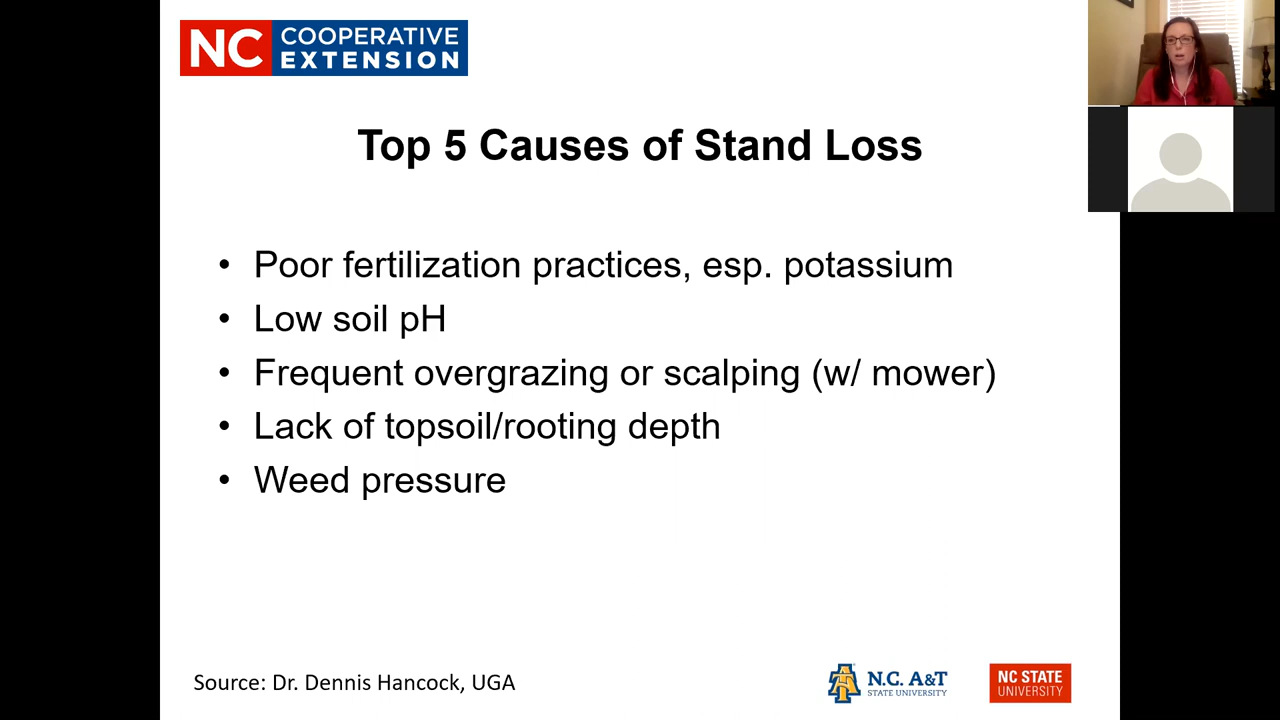 NC COOPERATIVE EXTENSION
Top 5 Causes of Stand Loss
• Poor fertilization practices, esp. potassium
• Low soil pH
• Frequent overgrazing or scalping (w/ mower)
• Lack of topsoil/rooting depth
• Weed pressure
Source: Dr. Dennis Hancock, UGA
N.C. A&T
STATE UNIVERSITY
NC STATE
UNIVERSITY